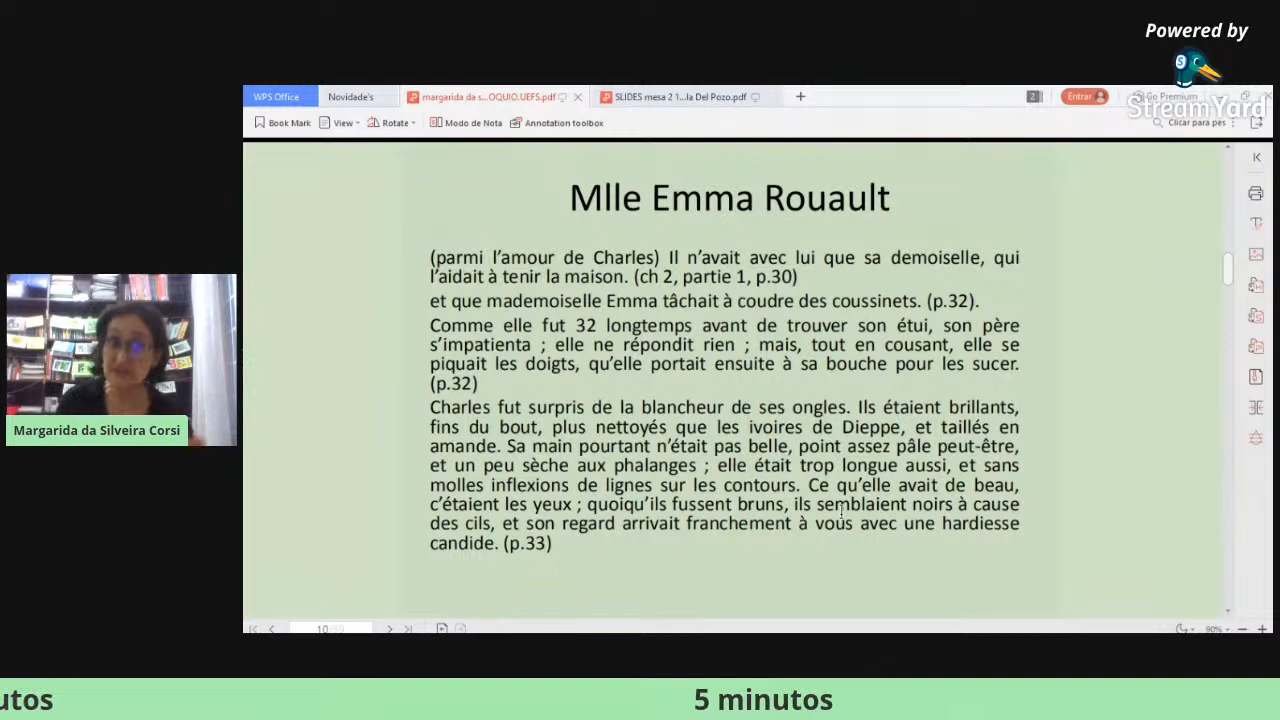 Powered by
StreamYard
WPS Office
Novidade's
margarida da s...OQUIO.UEFS.pdf
SLIDES mesa 2 1...la Del Pozo.pdf
+
2
Entrar
Go Premium
Book Mark
View
Rotate
Modo de Nota
Annotation toolbox
Clicar para pes
Mlle Emma Rouault
(parmi l’amour de Charles) Il n’avait avec lui que sa demoiselle, qui
l’aidait à tenir la maison. (ch 2, partie 1, p.30)
et que mademoiselle Emma tâchait à coudre des coussinets. (p.32).
Comme elle fut 32 longtemps avant de trouver son étui, son père
s’impatienta ; elle ne répondit rien ; mais, tout en cousant, elle se
piquait les doigts, qu’elle portait ensuite à sa bouche pour les sucer.
(p.32)
Charles fut surpris de la blancheur de ses ongles. Ils étaient brillants,
fins du bout, plus nettoyés que les ivoires de Dieppe, et taillés en
amande. Sa main pourtant n’était pas belle, point assez pâle peut-être,
et un peu sèche aux phalanges ; elle était trop longue aussi, et sans
molles inflexions de lignes sur les contours. Ce qu’elle avait de beau,
c’étaient les yeux ; quoiqu’ils fussent bruns, ils semblaient noirs à cause
des cils, et son regard arrivait franchement à vous avec une hardiesse
candide. (p.33)
Margarida da Silveira Corsi
90%
utos
5 minutos